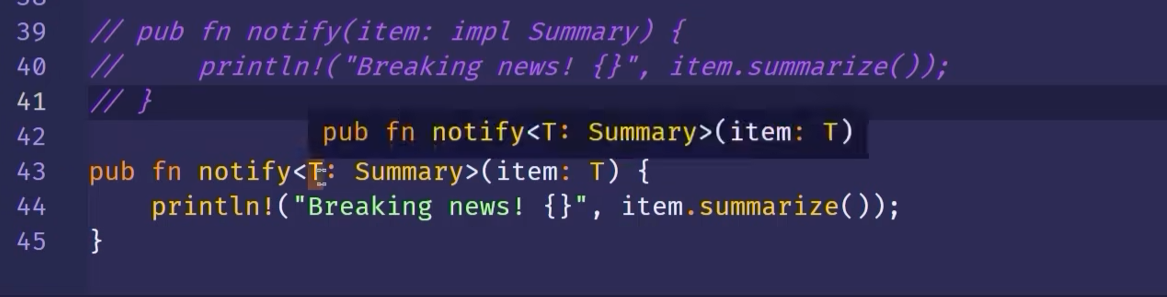 39 // pub fn notify(item: impl Summary) {
40 //     println!("Breaking news! {}", item.summarize());
41 // }
pub fn notify<T: Summary>(item: T)
42
43 pub fn notify<T: Summary>(item: T) {
44     println!("Breaking news! {}", item.summarize());
45 }